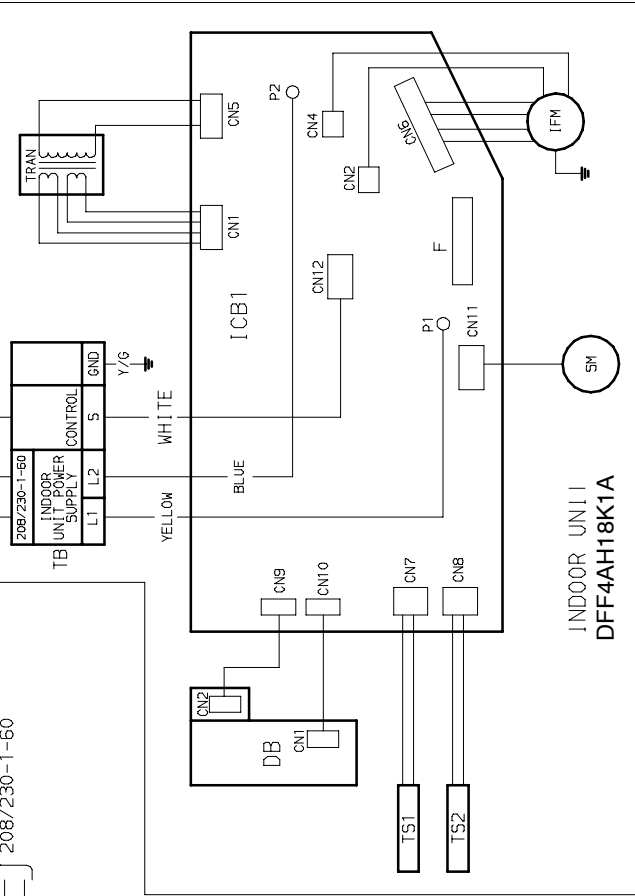 208/230-1-60
TRAN
CN5
CN1
P2
CN4
CN2
CN6
IFM
ICB1
CN12
F
P1
CN11
SM
TB
208/230-1-60
INDOOR
UNIT POWER
SUPPLY
CONTROL
L1
L2
S
GND
Y/G
WHITE
BLUE
YELLOW
CN9
CN10
CN7
CN8
CN2
DB
CN1
TS1
TS2
INDOOR UNIT
DFF4AH18K1A